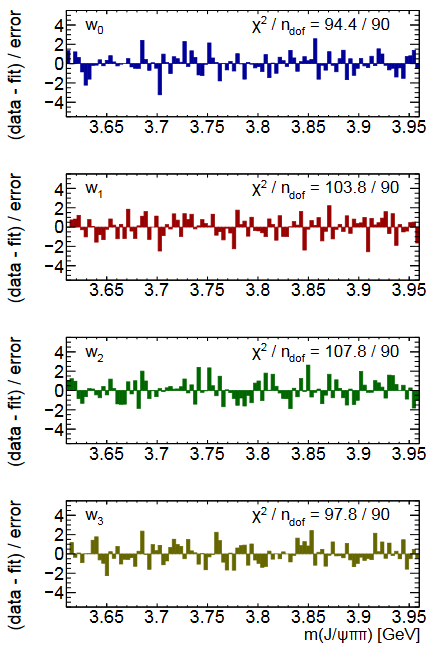 w₀ χ² / n_dof = 94.4 / 90
(data − fit) / error
4
2
0
−2
−4
3.65 3.7 3.75 3.8 3.85 3.9 3.95
w₁ χ² / n_dof = 103.8 / 90
(data − fit) / error
4
2
0
−2
−4
3.65 3.7 3.75 3.8 3.85 3.9 3.95
w₂ χ² / n_dof = 107.8 / 90
(data − fit) / error
4
2
0
−2
−4
3.65 3.7 3.75 3.8 3.85 3.9 3.95
w₃ χ² / n_dof = 97.8 / 90
(data − fit) / error
4
2
0
−2
−4
3.65 3.7 3.75 3.8 3.85 3.9 3.95
m(J/ψππ) [GeV]